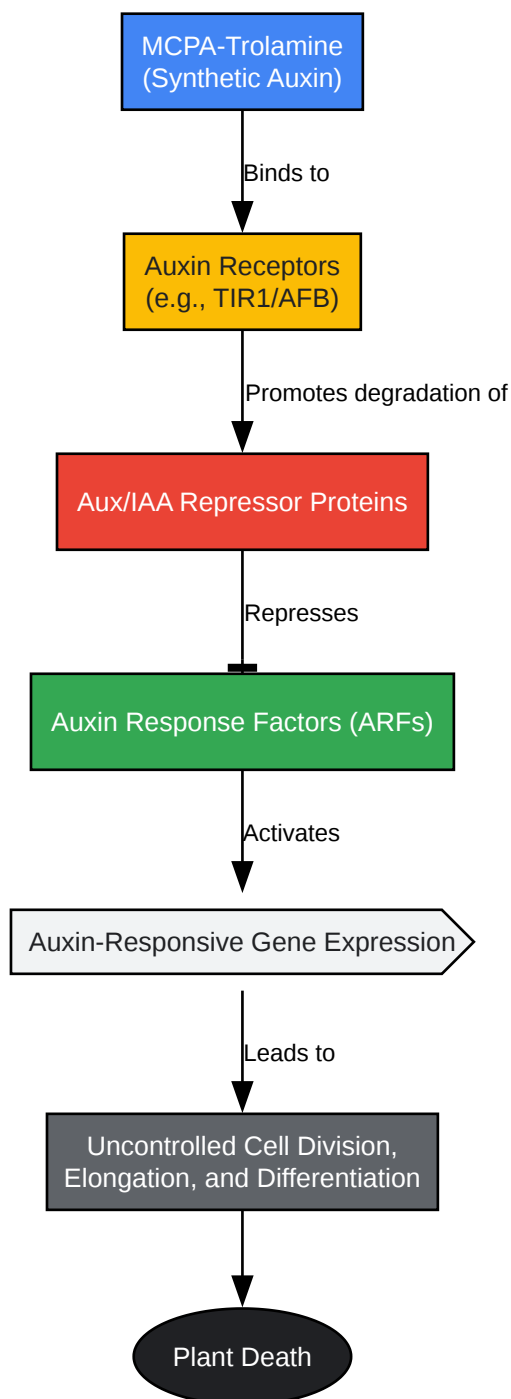 MCPA-Trolamine
(Synthetic Auxin)
Binds to
Auxin Receptors
(e.g., TIR1/AFB)
Promotes degradation of
Aux/IAA Repressor Proteins
Represses
Auxin Response Factors (ARFs)
Activates
Auxin-Responsive Gene Expression
Leads to
Uncontrolled Cell Division,
Elongation, and Differentiation
Plant Death